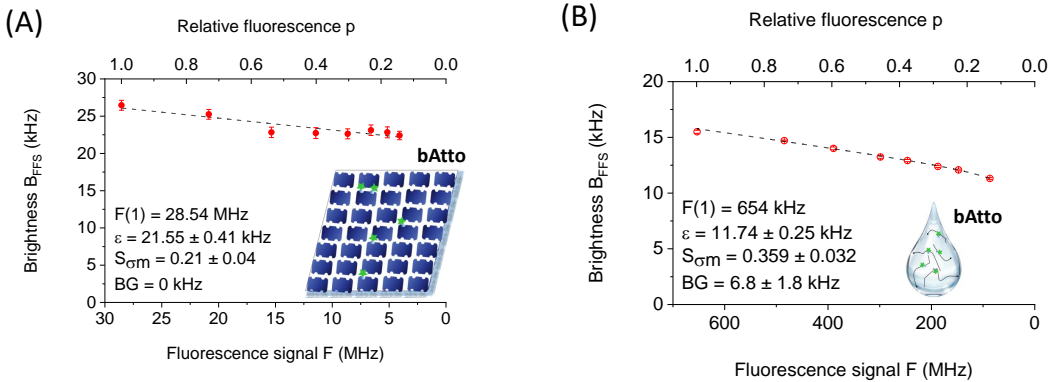 (A)
Relative fluorescence p
1.0 0.8 0.6 0.4 0.2 0.0
30
25
20
15
10
5
0
Brightness B_FFS (kHz)
bAtto
F(1) = 28.54 MHz
ε = 21.55 ± 0.41 kHz
S_σm = 0.21 ± 0.04
BG = 0 kHz
30 25 20 15 10 5 0
Fluorescence signal F (MHz)
(B)
Relative fluorescence p
1.0 0.8 0.6 0.4 0.2 0.0
20
15
10
5
0
Brightness B_FFS (kHz)
bAtto
F(1) = 654 kHz
ε = 11.74 ± 0.25 kHz
S_σm = 0.359 ± 0.032
BG = 6.8 ± 1.8 kHz
600 400 200 0
Fluorescence signal F (MHz)